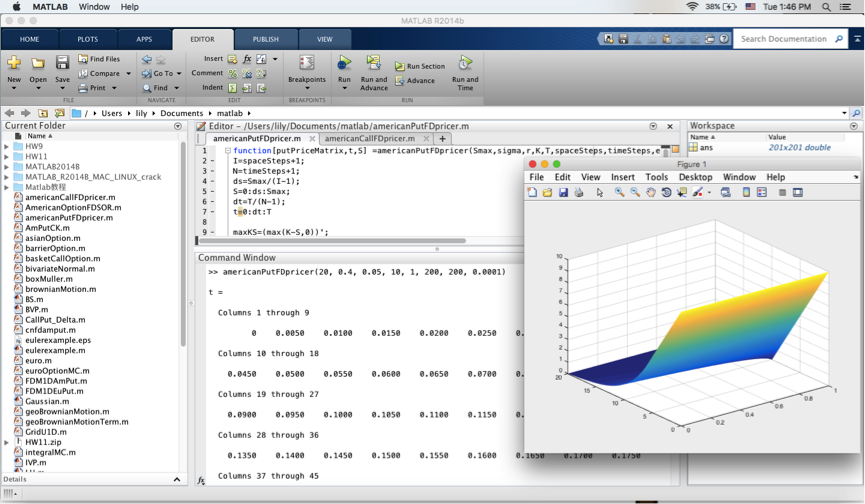 MATLAB Window Help 38% Tue 1:46 PM
MATLAB R2014b
HOME PLOTS APPS EDITOR PUBLISH VIEW Search Documentation
New Open Save Find Files Compare Print
Go To Find
Insert fx
Comment
Indent
Breakpoints
Run Run and Advance Run Section Advance Run and Time
FILE NAVIGATE EDIT BREAKPOINTS RUN
/ Users lily Documents matlab
Current Folder
Name
HW9
HW11
MATLAB2014B
MATLAB_R2014B_MAC_LINUX_crack
Matlab教程
americanCallFDpricer.m
AmericanOptionFDSOR.m
americanPutFDpricer.m
AmPutCK.m
asianOption.m
barrierOption.m
basketCallOption.m
bivariateNormal.m
boxMuller.m
brownianMotion.m
BS.m
BVP.m
CallPut_Delta.m
cnfdamput.m
eulerexample.eps
eulerexample.m
euro.m
euroOptionMC.m
FDM1DAmPut.m
FDM1DEuPut.m
Gaussian.m
geoBrownianMotion.m
geoBrownianMotionTerm.m
GridU1D.m
HW11.zip
integralMC.m
IVP.m
Details
Editor – /Users/lily/Documents/matlab/americanPutFDpricer.m
americanPutFDpricer.m americanCallFDpricer.m
1 function[putPriceMatrix,t,S] =americanPutFDpricer(Smax,sigma,r,K,T,spaceSteps,timeSteps,e
2 – I=spaceSteps+1;
3 – N=timeSteps+1;
4 – ds=Smax/(I-1);
5 – S=0:ds:Smax;
6 – dt=T/(N-1);
7 – t=0:dt:T
8
9 – maxKS=(max(K-S,0))';
Command Window
>> americanPutFDpricer(20, 0.4, 0.05, 10, 1, 200, 200, 0.0001)
t =
Columns 1 through 9
0 0.0050 0.0100 0.0150 0.0200 0.0250 0.
Columns 10 through 18
0.0450 0.0500 0.0550 0.0600 0.0650 0.0700 0.
Columns 19 through 27
0.0900 0.0950 0.1000 0.1050 0.1100 0.1150 0.
Columns 28 through 36
0.1350 0.1400 0.1450 0.1500 0.1550 0.1600 0.1650 0.1700 0.1750
Columns 37 through 45
fx
Workspace
Name Value
ans 201x201 double
Figure 1
File Edit View Insert Tools Desktop Window Help
10
9
8
7
6
5
4
3
2
1
0
20
15
10
5
0
0
0.2
0.4
0.6
0.8
1